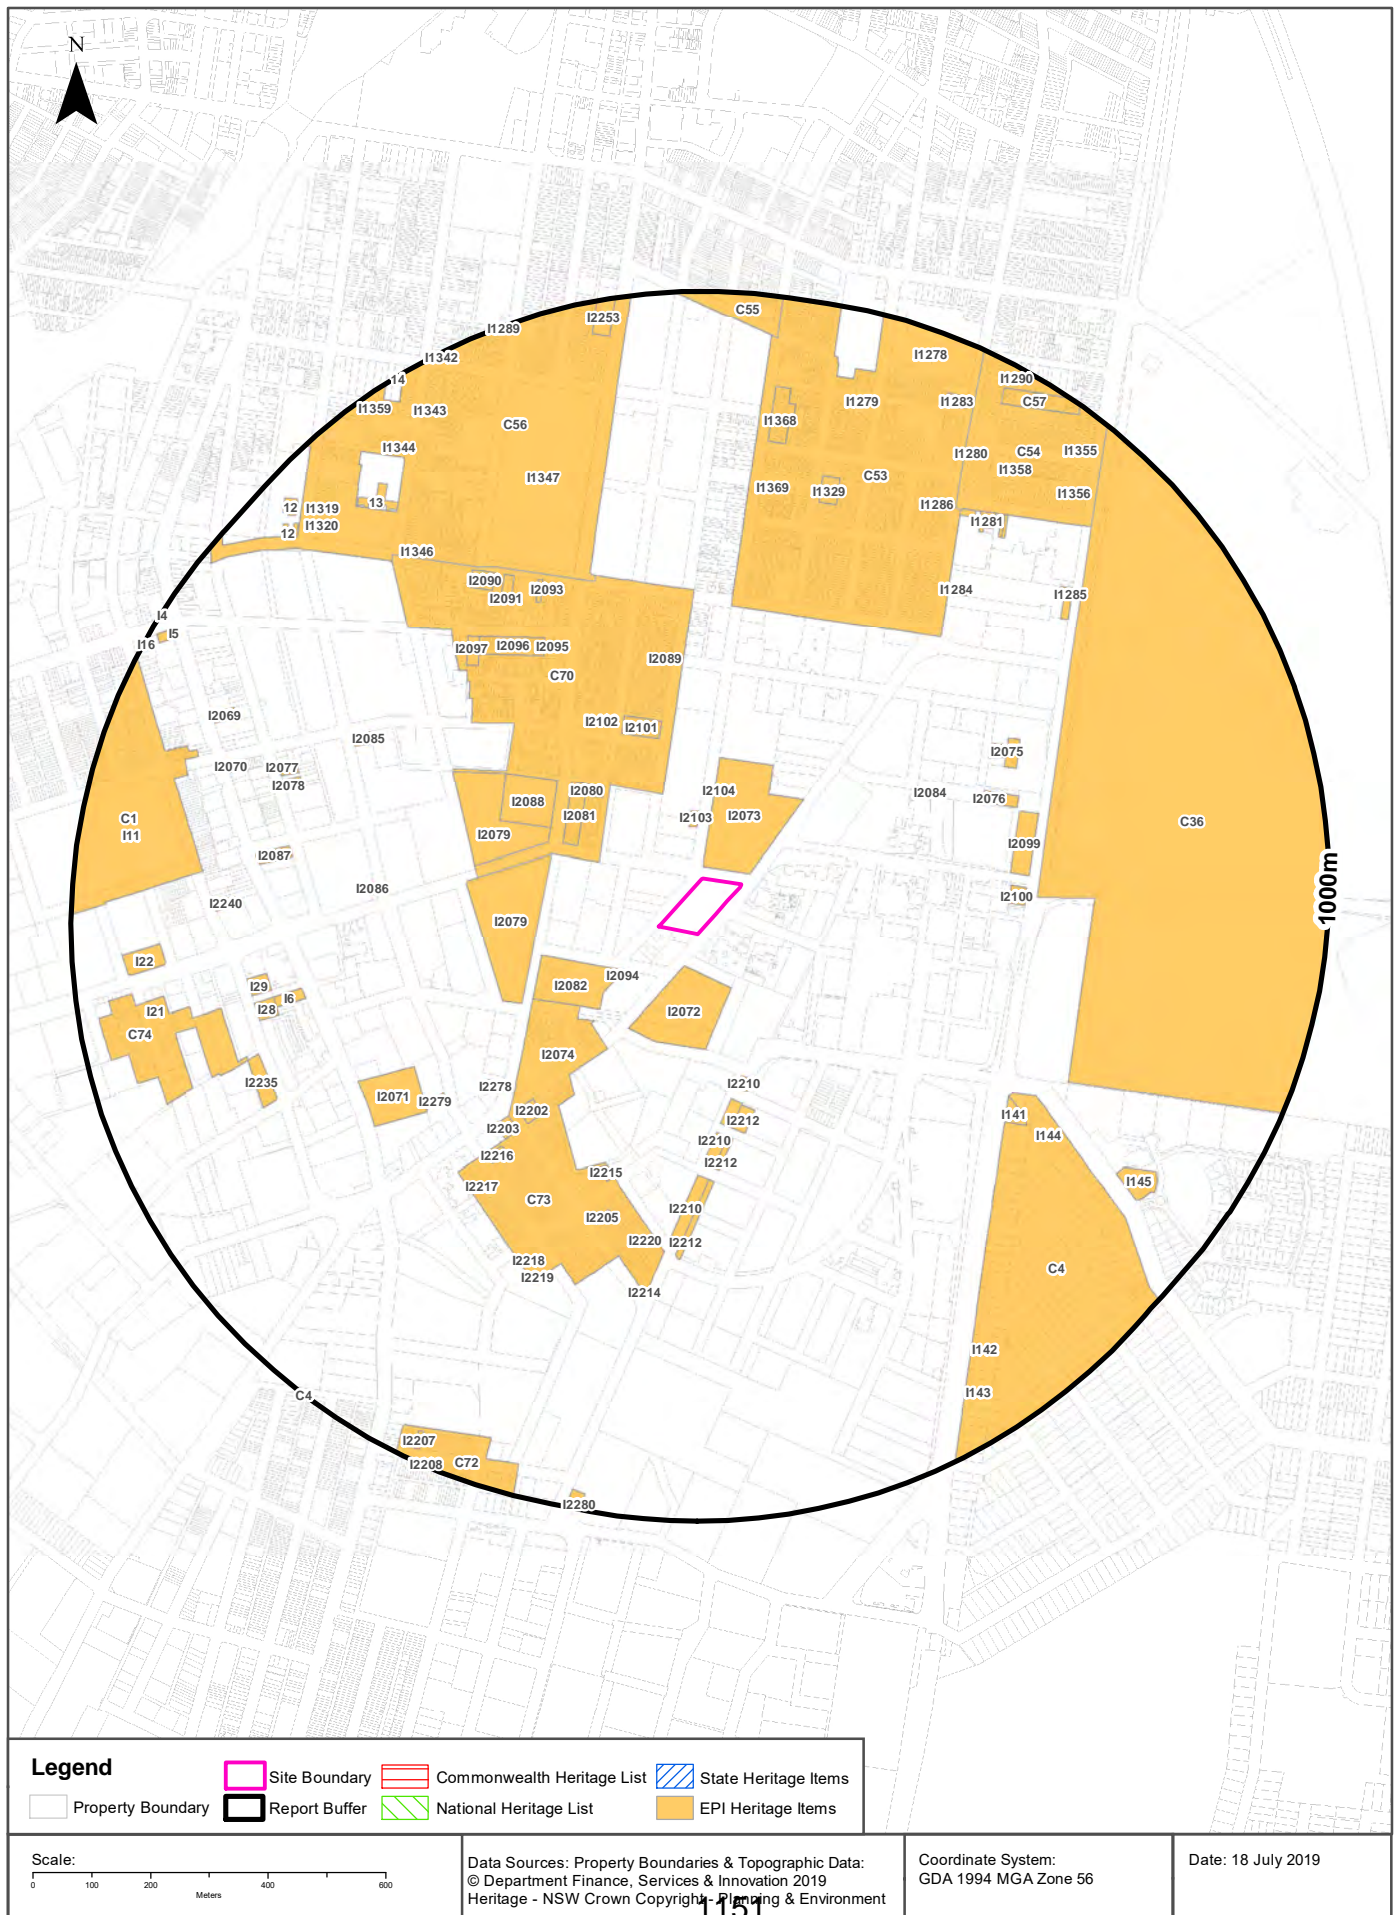 N
C55
I2253
I1289
I1342
I1278
14
I1290
I1359
I1343
I1279
I1283
C57
C56
I1368
I1344
I1280
C54
I1355
I1358
I1347
C53
I1369
I1329
I1356
13
I1286
12
I1319
I1281
I1320
12
I1346
I2090
I2093
I1284
I1285
I2091
I4
I5
I16
I2097
I2096
I2095
I2089
C70
I2069
I2102
I2101
I2085
I2075
I2070
I2077
I2078
I2080
I2104
I2084
I2076
I2088
C1
I11
I2081
I2103
I2073
C36
I2079
I2099
I2087
1000m
I2086
I2100
I2240
I2079
I22
I2094
I29
I2082
I6
I28
I21
I2072
C74
I2074
I2235
I2210
I2278
I2071
I2279
I2202
I141
I2212
I2203
I144
I2210
I2216
I2212
I2215
I145
I2217
C73
I2210
I2205
I2220
I2212
I2218
C4
I2219
I2214
I142
C4
I143
I2207
C72
I2208
I2280
Legend
Site Boundary
Commonwealth Heritage List
State Heritage Items
Property Boundary
Report Buffer
National Heritage List
EPI Heritage Items
Scale:
0 100 200 400 600
Meters
Data Sources: Property Boundaries & Topographic Data:
© Department Finance, Services & Innovation 2019
Heritage - NSW Crown Copyright - Planning & Environment
Coordinate System:
GDA 1994 MGA Zone 56
Date: 18 July 2019
1151